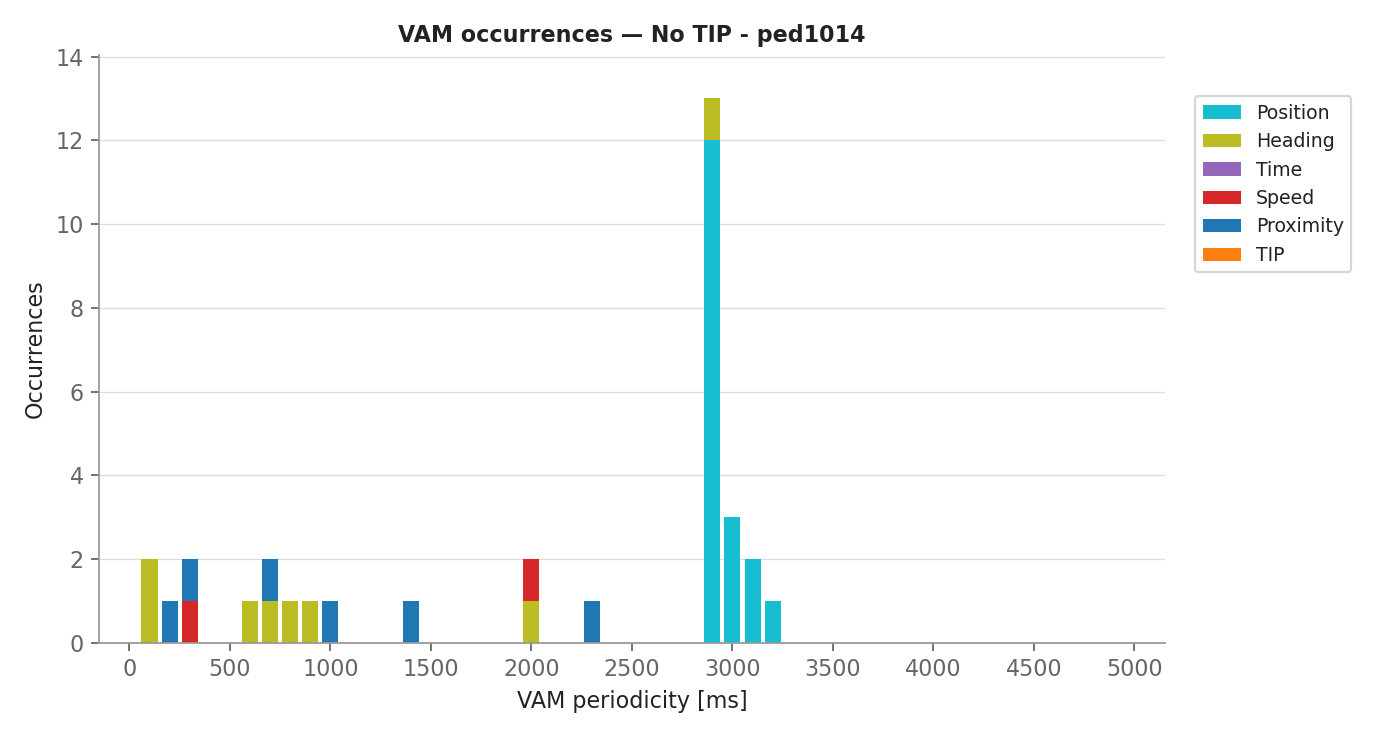 VAM occurrences — No TIP - ped1014
14
12
10
8
6
4
2
0
Occurrences
0 500 1000 1500 2000 2500 3000 3500 4000 4500 5000
VAM periodicity [ms]
Position
Heading
Time
Speed
Proximity
TIP